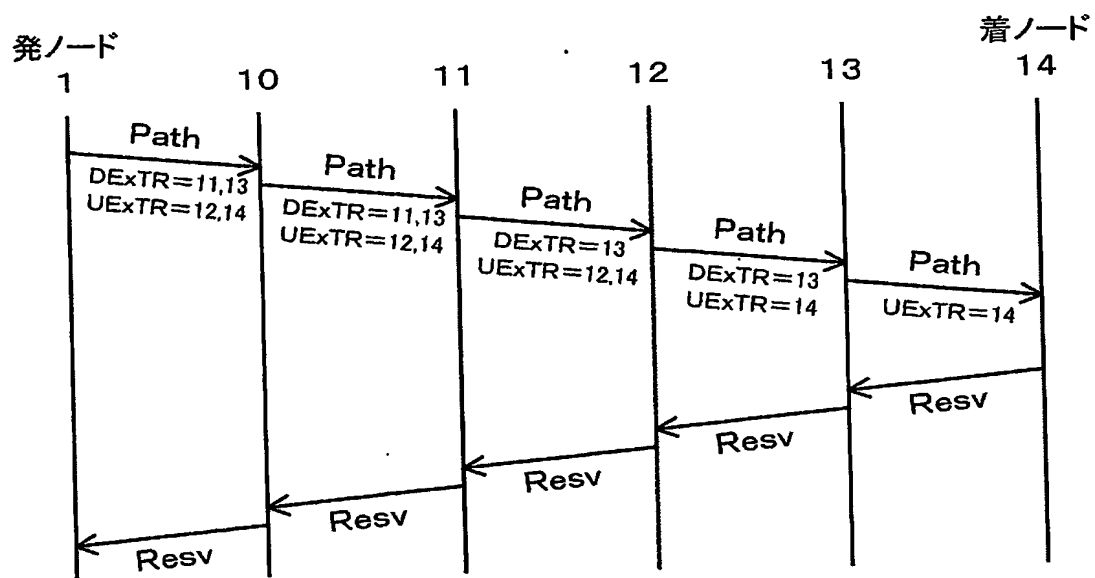 発ノード
着ノード
1
10
11
12
13
14
Path
DExTR=11,13
UExTR=12,14
Path
DExTR=11,13
UExTR=12,14
Path
DExTR=13
UExTR=12,14
Path
DExTR=13
UExTR=14
Path
UExTR=14
Resv
Resv
Resv
Resv
Resv